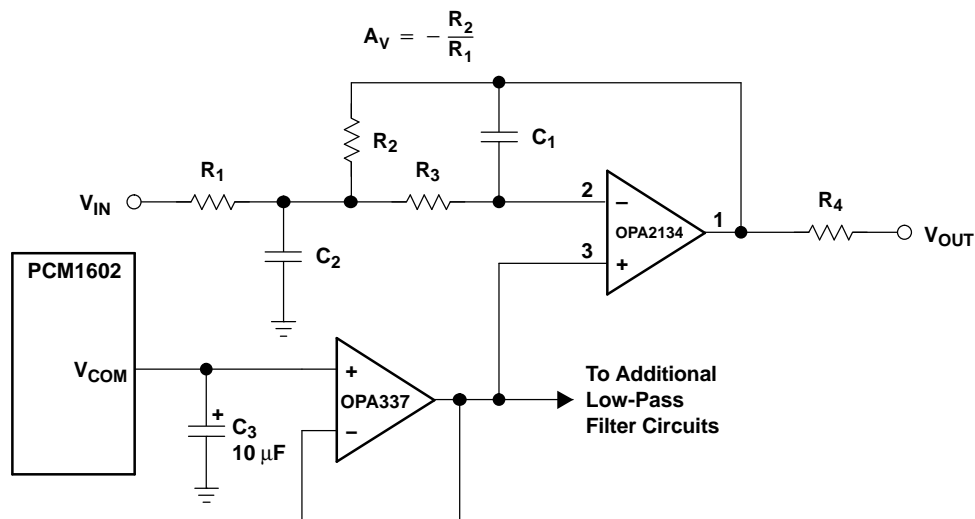 A_V = − R_2/R_1
R_2
C_1
R_1
R_3
V_IN
2
−
OPA2134
1
R_4
V_OUT
3
+
C_2
PCM1602
V_COM
+
OPA337
−
+
C_3
10 μF
To Additional
Low-Pass
Filter Circuits